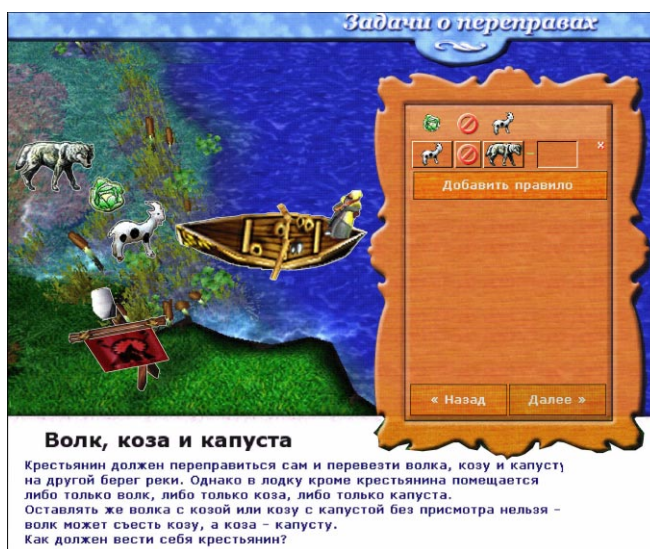 Задачи о переправах
Добавить правило
« Назад
Далее »
Волк, коза и капуста
Крестьянин должен переправиться сам и перевезти волка, козу и капусту
на другой берег реки. Однако в лодку кроме крестьянина помещается
либо только волк, либо только коза, либо только капуста.
Оставлять же волка с козой или козу с капустой без присмотра нельзя –
волк может съесть козу, а коза – капусту.
Как должен вести себя крестьянин?